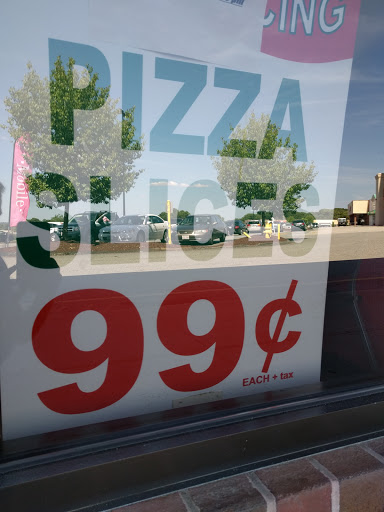 CING
PIZZA
SLICES
99¢
EACH + tax